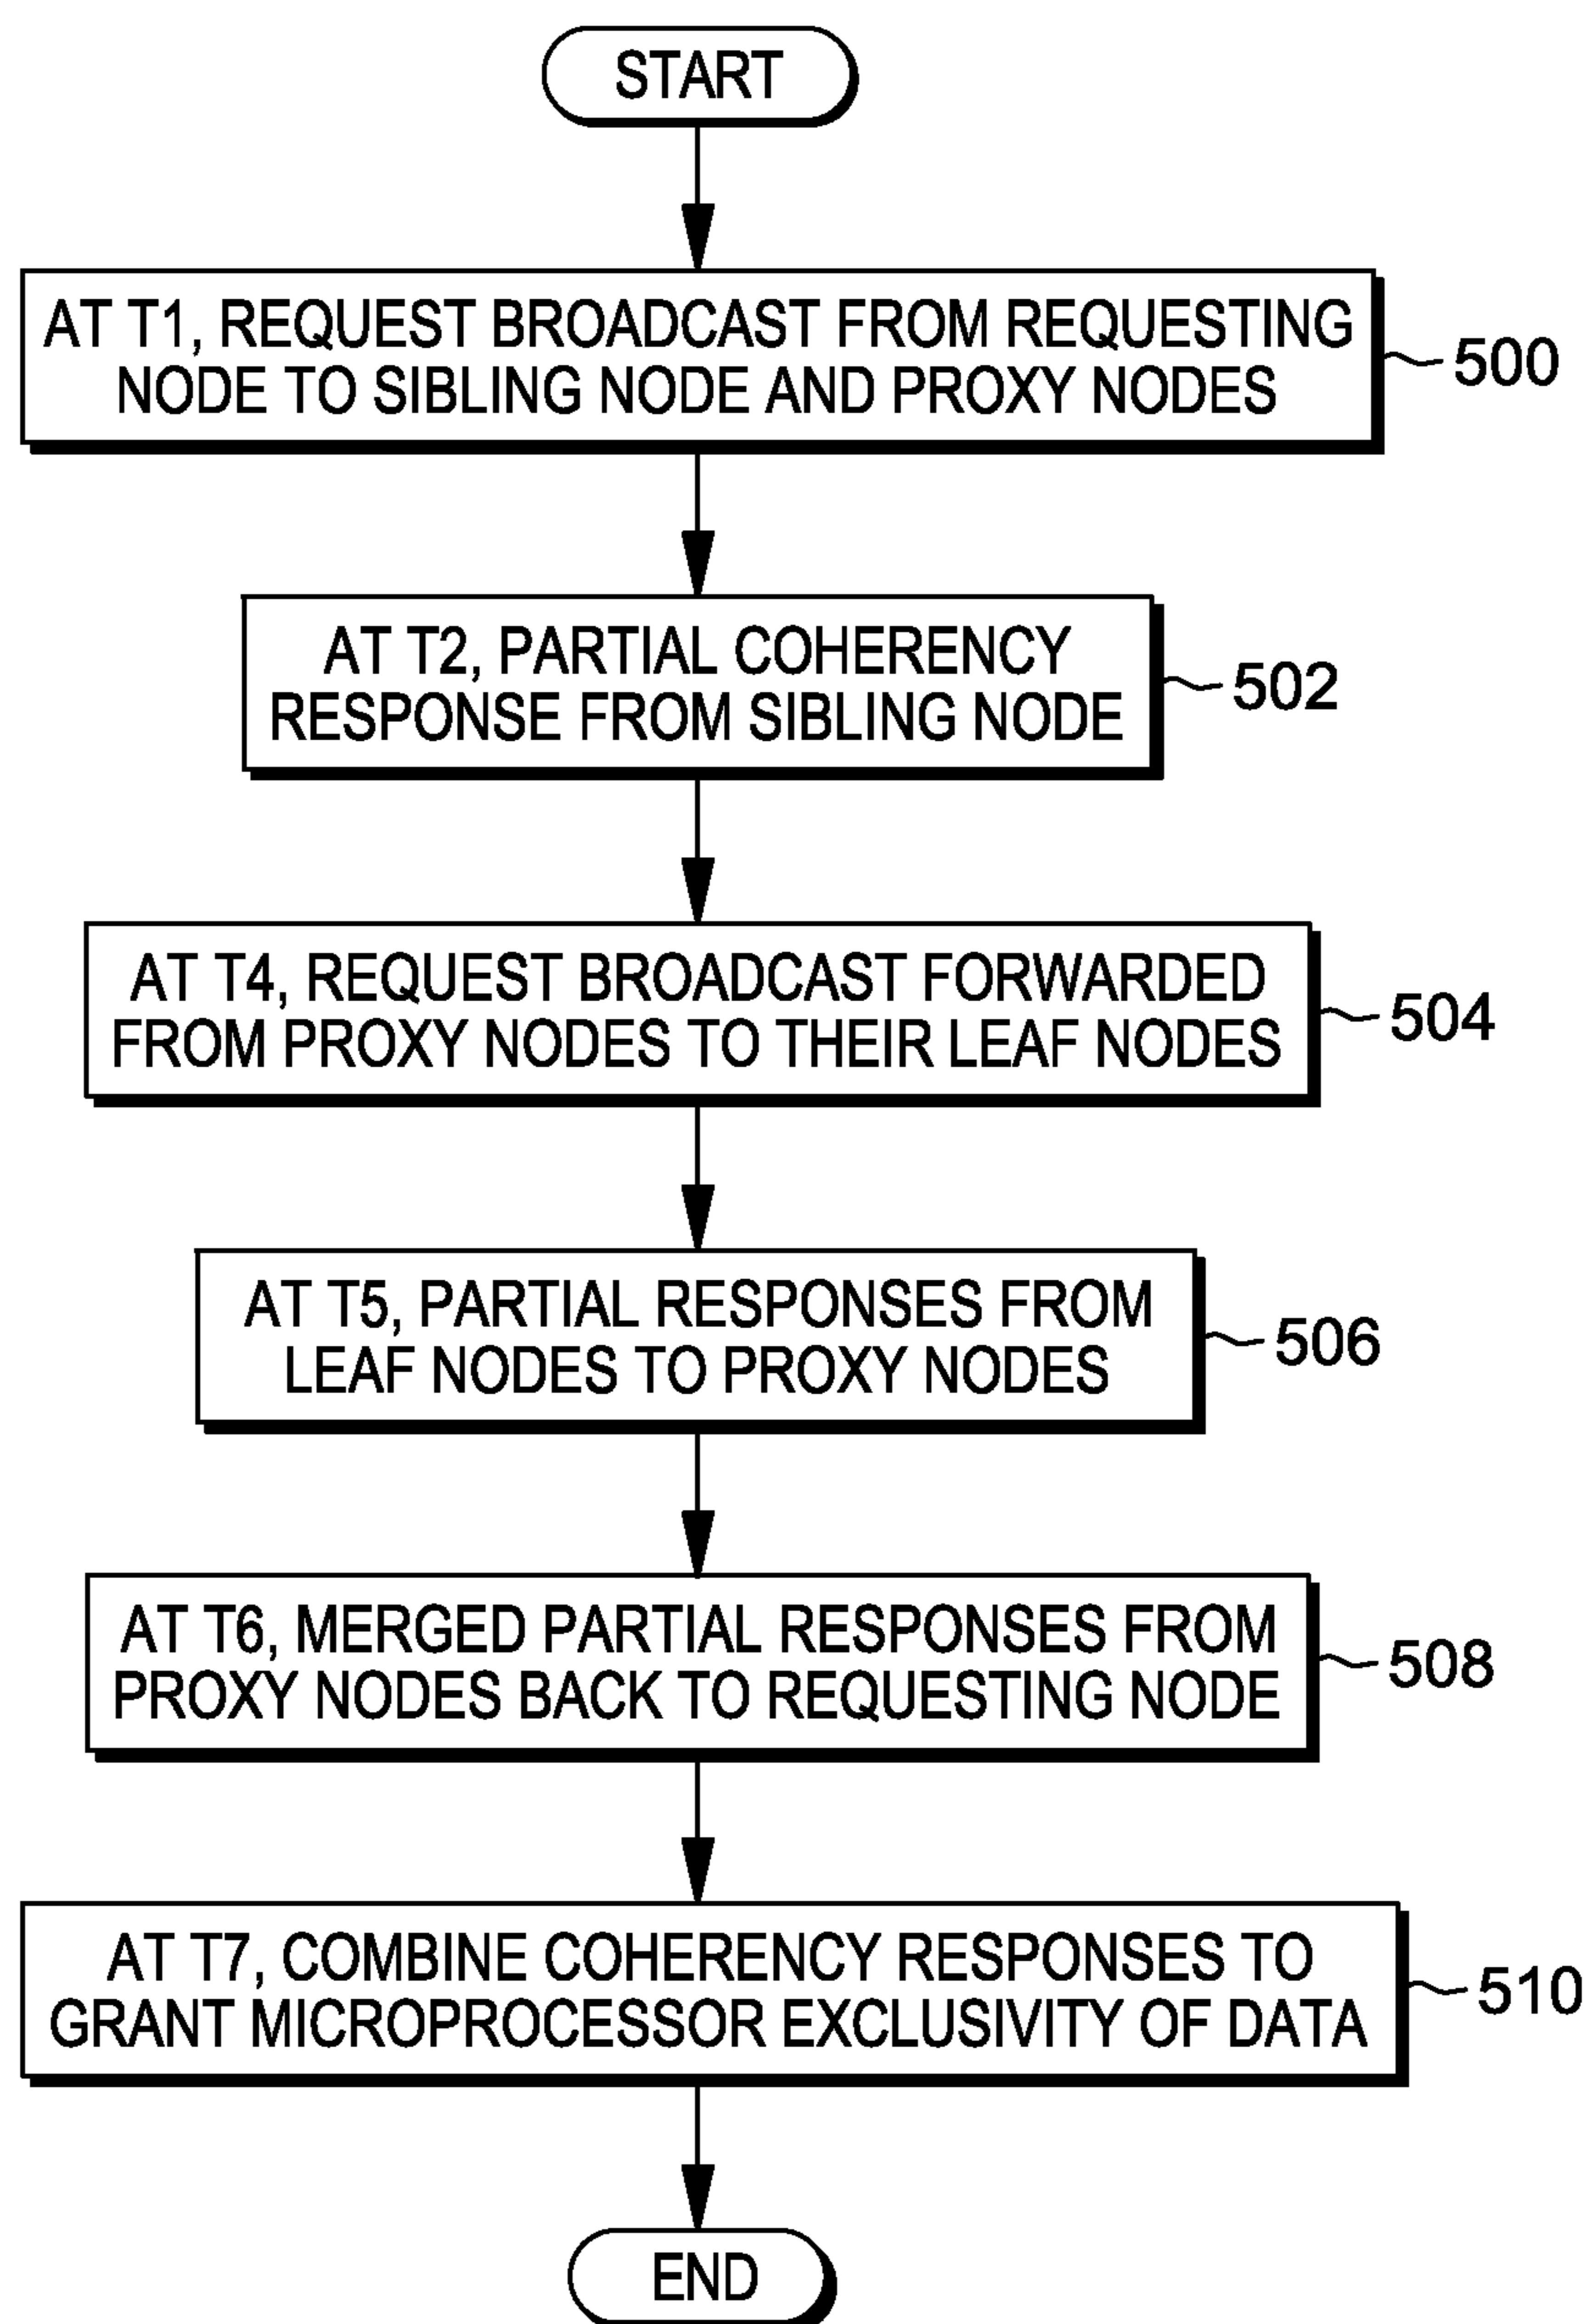 START
AT T1, REQUEST BROADCAST FROM REQUESTING
NODE TO SIBLING NODE AND PROXY NODES
500
AT T2, PARTIAL COHERENCY
RESPONSE FROM SIBLING NODE
502
AT T4, REQUEST BROADCAST FORWARDED
FROM PROXY NODES TO THEIR LEAF NODES
504
AT T5, PARTIAL RESPONSES FROM
LEAF NODES TO PROXY NODES
506
AT T6, MERGED PARTIAL RESPONSES FROM
PROXY NODES BACK TO REQUESTING NODE
508
AT T7, COMBINE COHERENCY RESPONSES TO
GRANT MICROPROCESSOR EXCLUSIVITY OF DATA
510
END